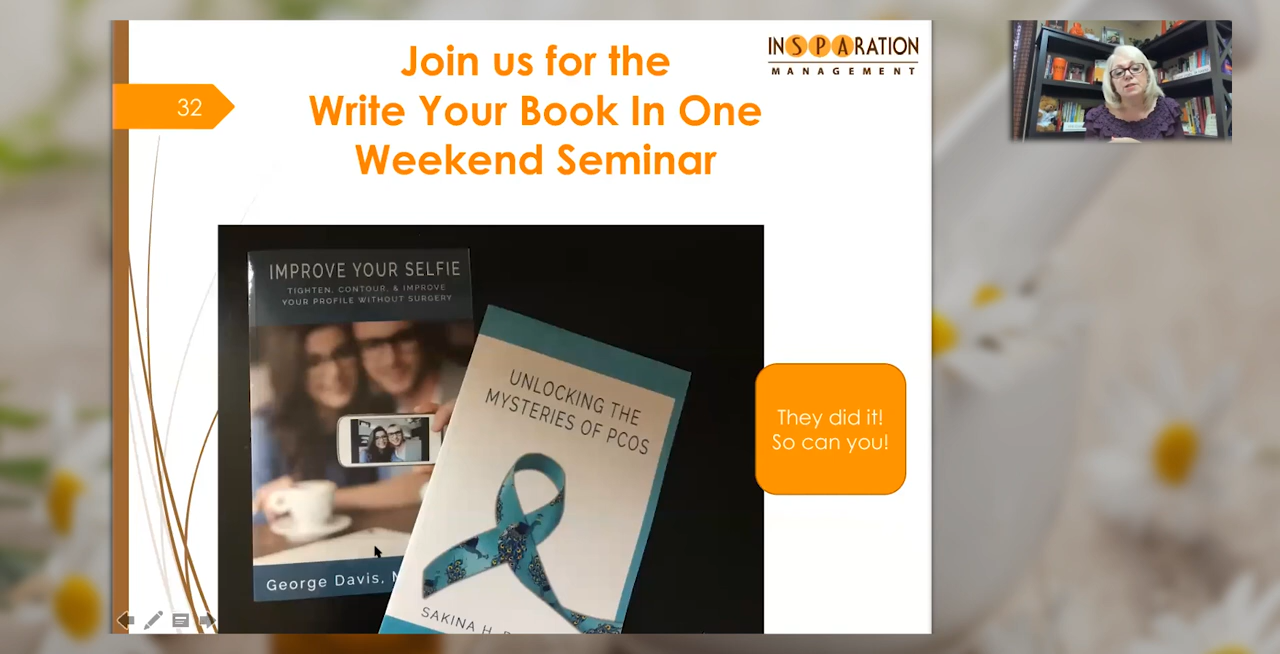 Join us for the
Write Your Book In One
Weekend Seminar
INSPARATION
MANAGEMENT
32
IMPROVE YOUR SELFIE
TIGHTEN, CONTOUR, & IMPROVE
YOUR PROFILE WITHOUT SURGERY
George Davis,
UNLOCKING THE
MYSTERIES OF PCOS
SAKINA H.
They did it!
So can you!